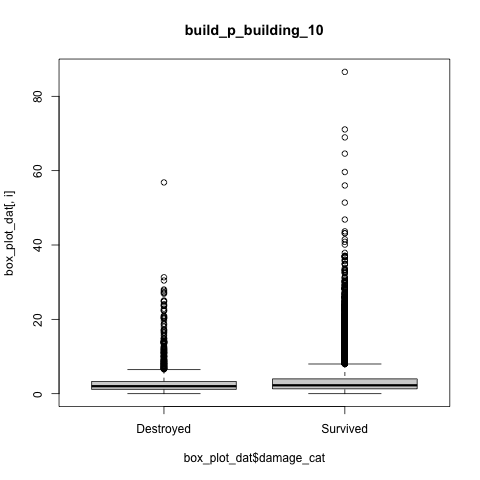 build_p_building_10
box_plot_dat[, i]
80
60
40
20
0
Destroyed
Survived
box_plot_dat$damage_cat